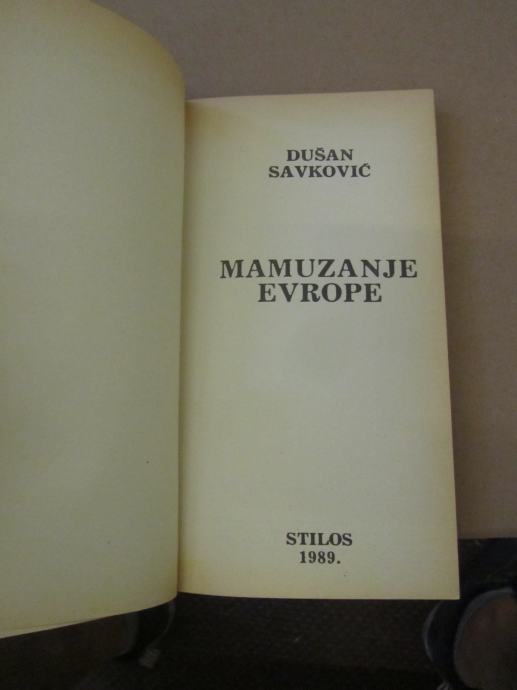 DUŠAN
SAVKOVIĆ
MAMUZANJE
EVROPE
STILOS
1989.